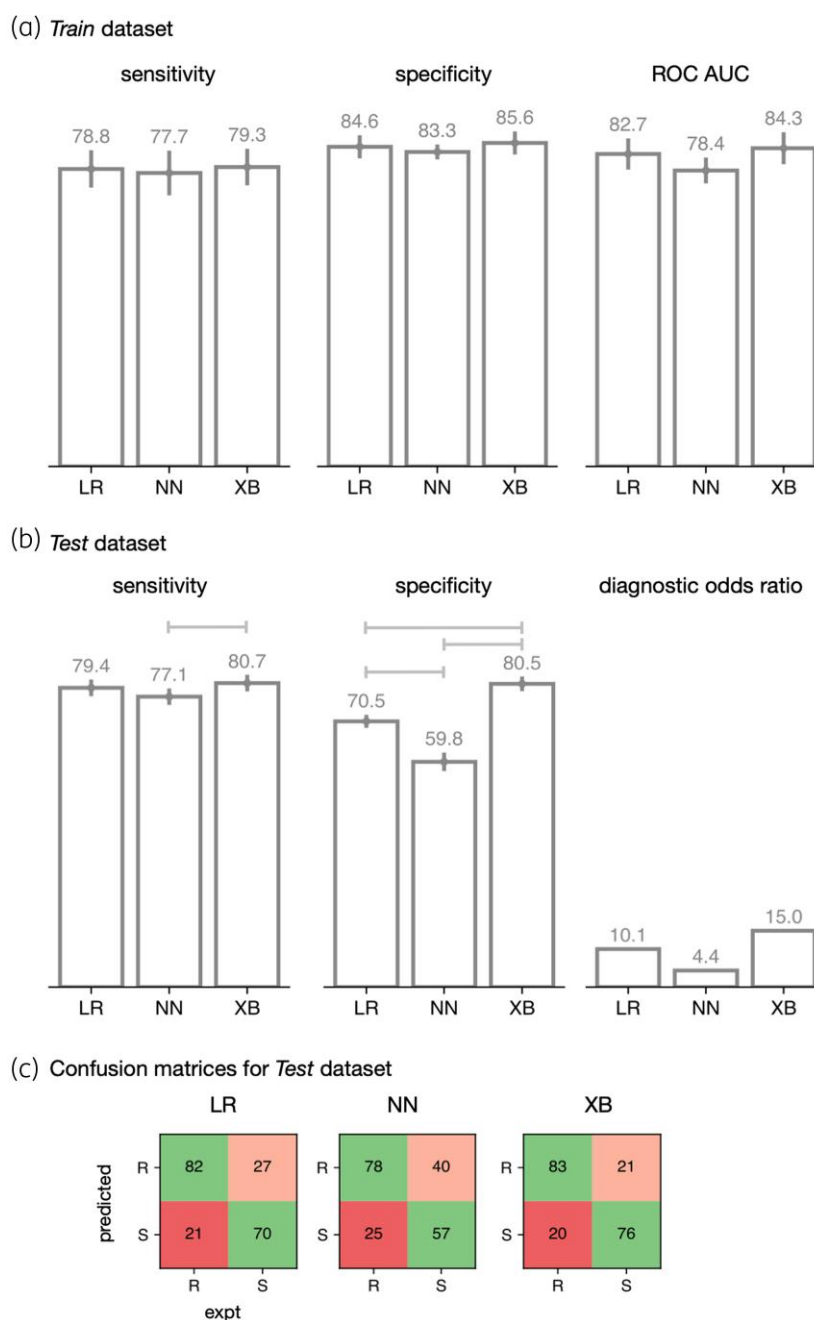 (a) Train dataset
sensitivity specificity ROC AUC
78.8 77.7 79.3 84.6 83.3 85.6 82.7 78.4 84.3
LR NN XB LR NN XB LR NN XB
(b) Test dataset
sensitivity specificity diagnostic odds ratio
79.4 77.1 80.7 70.5 59.8 80.5 10.1 4.4 15.0
LR NN XB LR NN XB LR NN XB
(c) Confusion matrices for Test dataset
LR NN XB
R 82 27 78 40 83 21
predicted
S 21 70 25 57 20 76
R S R S R S
expt